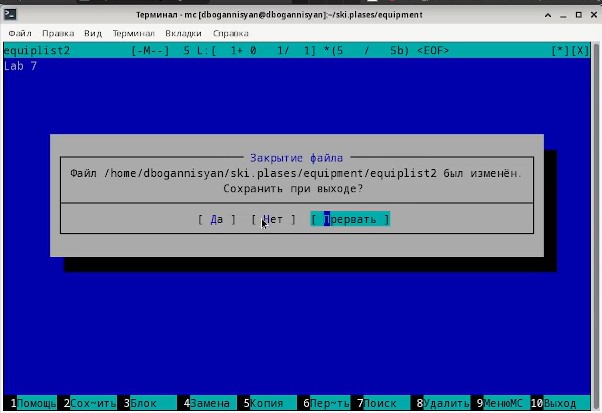 Терминал - mc [dbogannisyan@dbogannisyan]:~/ski.plases/equipment
Файл Правка Вид Терминал Вкладки Справка
equiplist2 [-M--] 5 L:[ 1+ 0 1/ 1] *(5 / 5b) <EOF> [*][X]
Lab 7
Закрытие файла
Файл /home/dbogannisyan/ski.plases/equipment/equiplist2 был изменён.
Сохранить при выходе?
[ Да ] [ Нет ] [ Прервать ]
1Помощь 2Сох~ить 3Блок 4Замена 5Копия 6Пер~ть 7Поиск 8Удалить 9МенюMC 10Выход